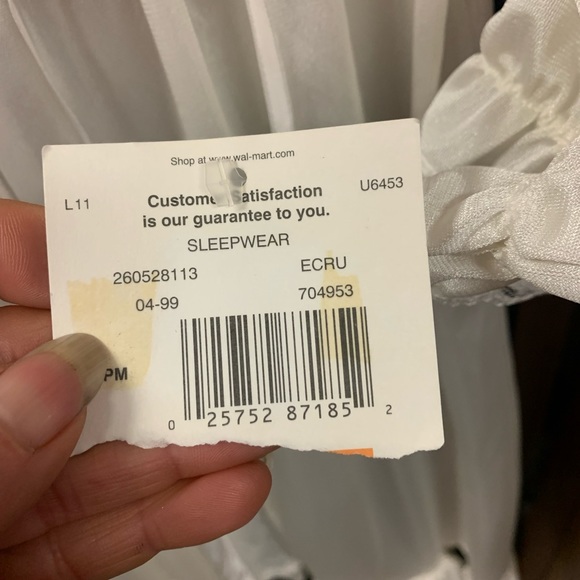 Shop at www.wal-mart.com
L11
U6453
Custome Satisfaction
is our guarantee to you.
SLEEPWEAR
260528113
ECRU
04-99
704953
PM
0 25752 87185 2